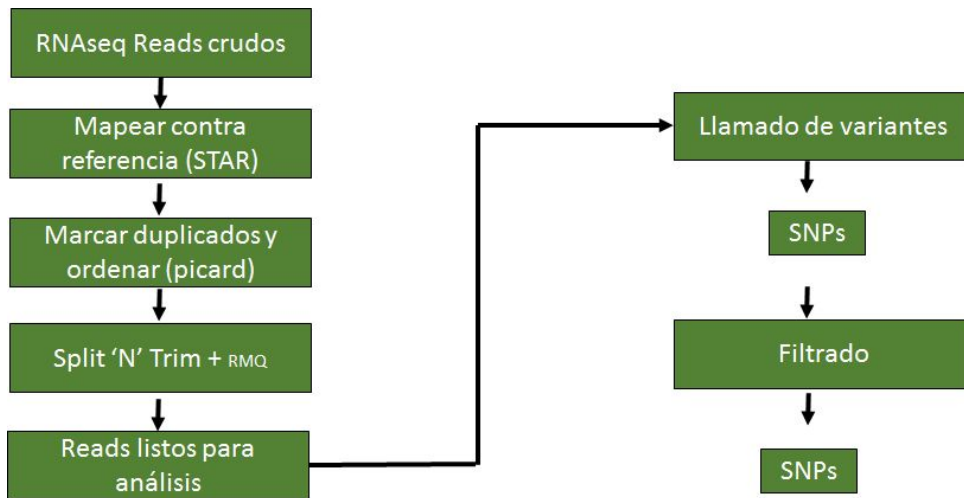 RNAseq Reads crudos
Mapear contra
referencia (STAR)
Marcar duplicados y
ordenar (picard)
Split ‘N’ Trim + RMQ
Reads listos para
análisis
Llamado de variantes
SNPs
Filtrado
SNPs